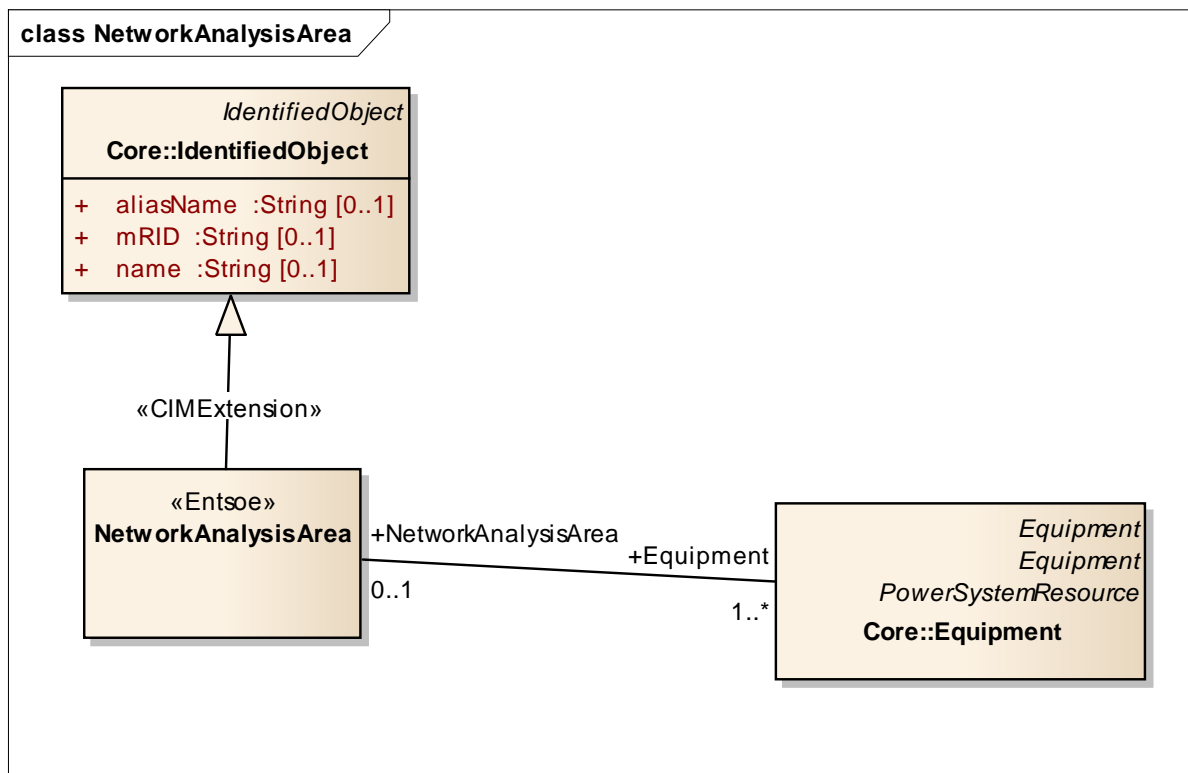 class NetworkAnalysisArea
IdentifiedObject
Core::IdentifiedObject
+ aliasName :String [0..1]
+ mRID :String [0..1]
+ name :String [0..1]
«CIMExtension»
«Entsoe»
NetworkAnalysisArea
+NetworkAnalysisArea
0..1
+Equipment
1..*
Equipment
Equipment
PowerSystemResource
Core::Equipment